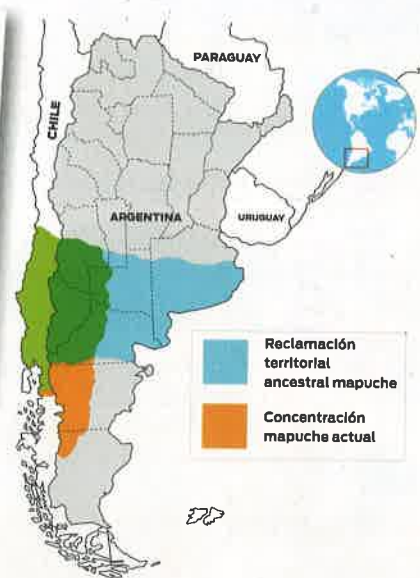 PARAGUAY
CHILE
ARGENTINA
URUGUAY
Reclamación
territorial
ancestral mapuche
Concentración
mapuche actual